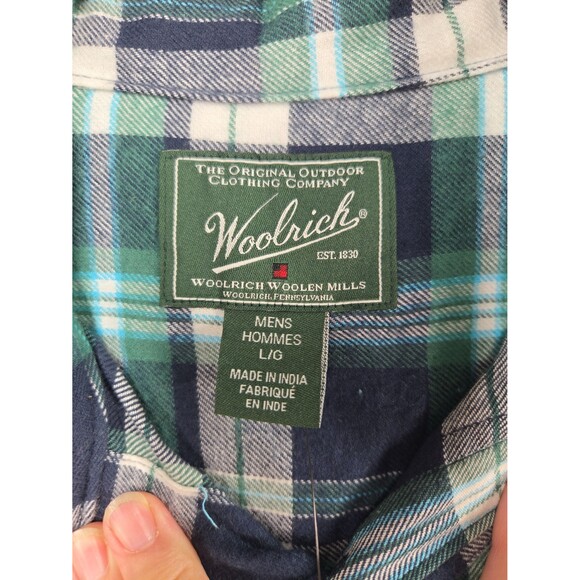 THE ORIGINAL OUTDOOR
CLOTHING COMPANY
Woolrich®
EST. 1830
WOOLRICH WOOLEN MILLS
WOOLRICH, PENNSYLVANIA
MENS
HOMMES
L/G
MADE IN INDIA
FABRIQUÉ
EN INDE